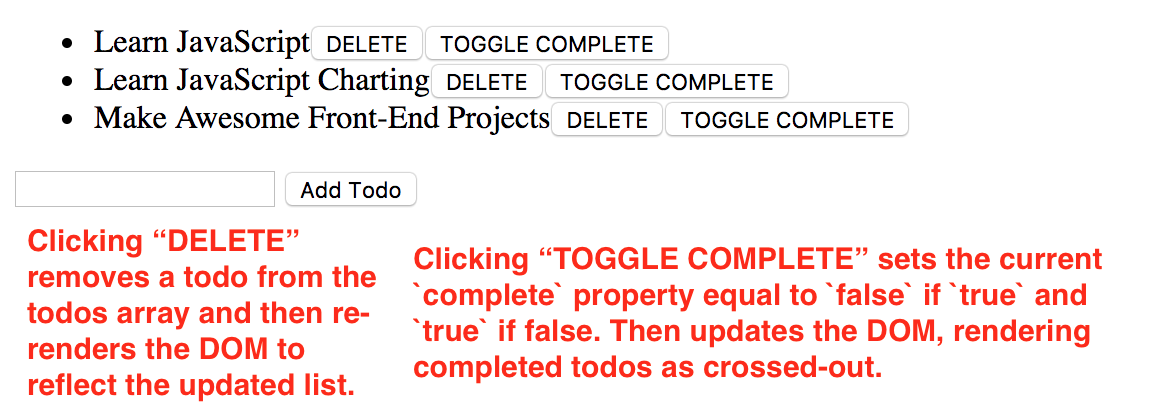 Learn JavaScript DELETE TOGGLE COMPLETE
Learn JavaScript Charting DELETE TOGGLE COMPLETE
Make Awesome Front-End Projects DELETE TOGGLE COMPLETE
Add Todo
Clicking “DELETE”
removes a todo from the
todos array and then re-
renders the DOM to
reflect the updated list.
Clicking “TOGGLE COMPLETE” sets the current
`complete` property equal to `false` if `true` and
`true` if false. Then updates the DOM, rendering
completed todos as crossed-out.